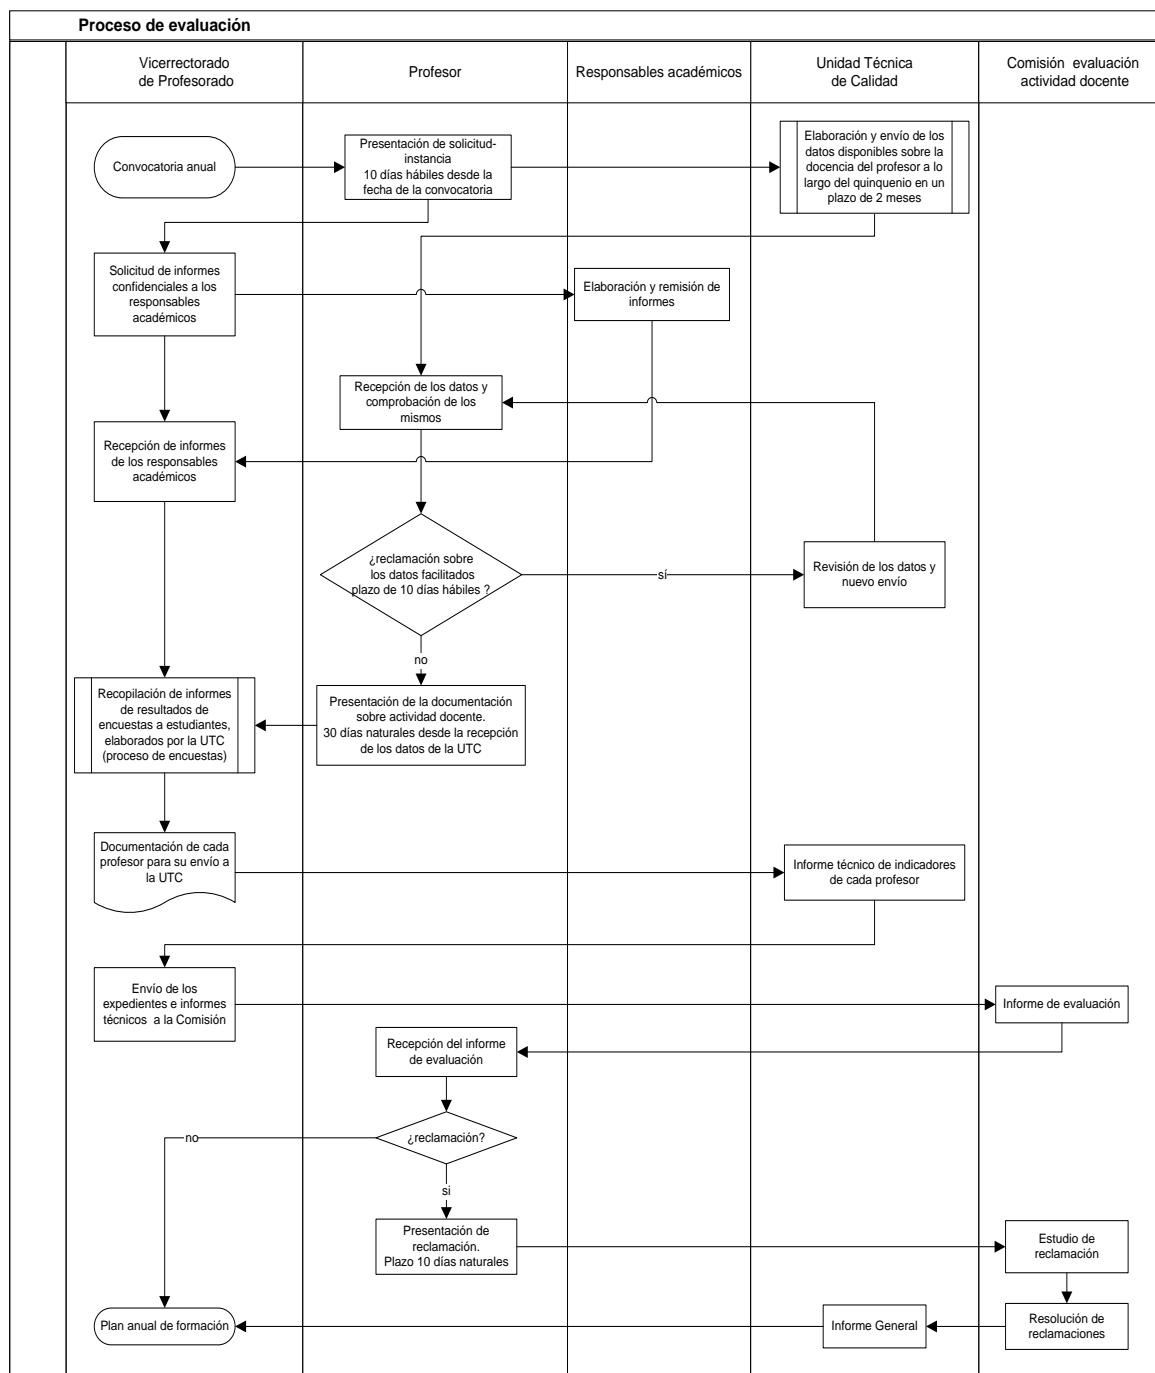 Proceso de evaluación
Vicerrectorado
de Profesorado
Profesor
Responsables académicos
Unidad Técnica
de Calidad
Comisión evaluación
actividad docente
Convocatoria anual
Presentación de solicitud-
instancia
10 días hábiles desde la
fecha de la convocatoria
Elaboración y envío de los
datos disponibles sobre la
docencia del profesor a lo
largo del quinquenio en un
plazo de 2 meses
Solicitud de informes
confidenciales a los
responsables
académicos
Elaboración y remisión de
informes
Recepción de los datos y
comprobación de los
mismos
Recepción de informes
de los responsables
académicos
¿reclamación sobre
los datos facilitados
plazo de 10 días hábiles ?
sí
Revisión de los datos y
nuevo envío
no
Recopilación de informes
de resultados de
encuestas a estudiantes,
elaborados por la UTC
(proceso de encuestas)
Presentación de la documentación
sobre actividad docente.
30 días naturales desde la recepción
de los datos de la UTC
Documentación de cada
profesor para su envío a
la UTC
Informe técnico de indicadores
de cada profesor
Envío de los
expedientes e informes
técnicos a la Comisión
Informe de evaluación
Recepción del informe
de evaluación
no
¿reclamación?
si
Presentación de
reclamación.
Plazo 10 días naturales
Estudio de
reclamación
Plan anual de formación
Informe General
Resolución de
reclamaciones